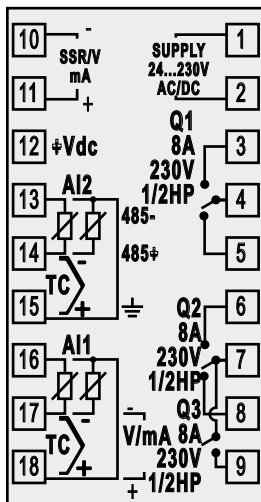 10 - SUPPLY 1
SSR/V 24...230V
mA AC/DC
11 + 2
12 +Vdc Q1 3
8A
13 AI2 230V 4
1/2HP
485-
14 - 485+ 5
TC
15 + Q2 6
8A
16 AI1 230V 7
1/2HP
17 - - Q3 8
TC V/mA 8A
18 + 230V 9
+ 1/2HP